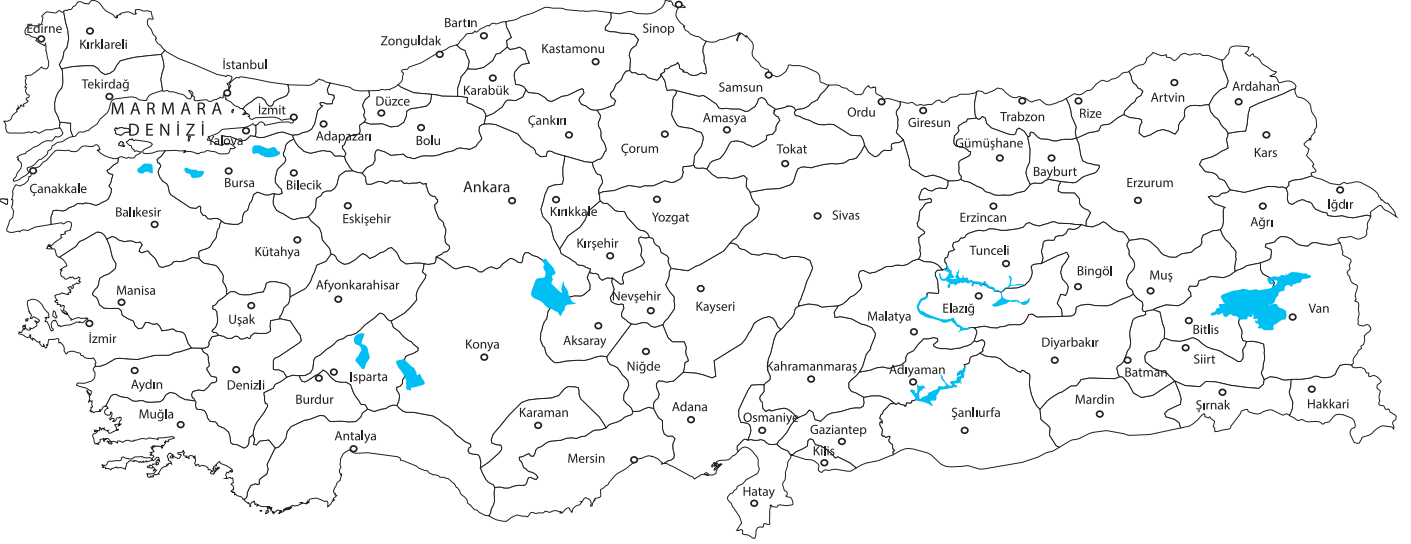 Edirne
Kırklareli
Tekirdağ
İstanbul
MARMARA
DENİZİ
Yalova
İzmit
Adapazarı
Düzce
Bolu
Zonguldak
Bartın
Karabük
Kastamonu
Sinop
Çankırı
Çorum
Samsun
Amasya
Tokat
Ordu
Giresun
Gümüşhane
Trabzon
Bayburt
Rize
Artvin
Ardahan
Kars
Iğdır
Ağrı
Erzurum
Erzincan
Çanakkale
Balıkesir
Bursa
Bilecik
Eskişehir
Kütahya
Ankara
Kırıkkale
Kırşehir
Yozgat
Sivas
Tunceli
Bingöl
Muş
Elazığ
Malatya
Manisa
İzmir
Uşak
Afyonkarahisar
Konya
Aksaray
Nevşehir
Niğde
Kayseri
Kahramanmaraş
Adıyaman
Diyarbakır
Batman
Bitlis
Siirt
Van
Aydın
Denizli
Muğla
Burdur
Isparta
Antalya
Karaman
Mersin
Adana
Osmaniye
Gaziantep
Kilis
Hatay
Şanlıurfa
Mardin
Şırnak
Hakkari